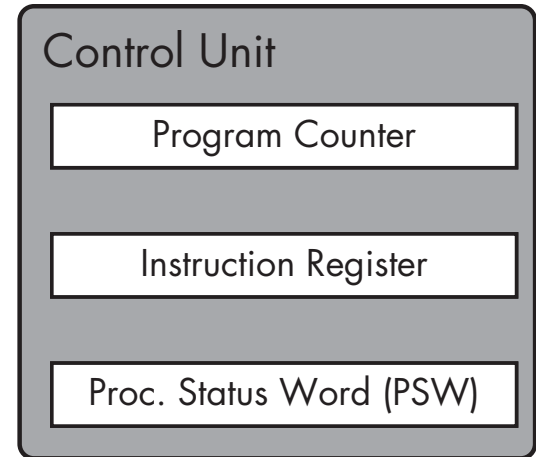 Control Unit
Program Counter
Instruction Register
Proc. Status Word (PSW)